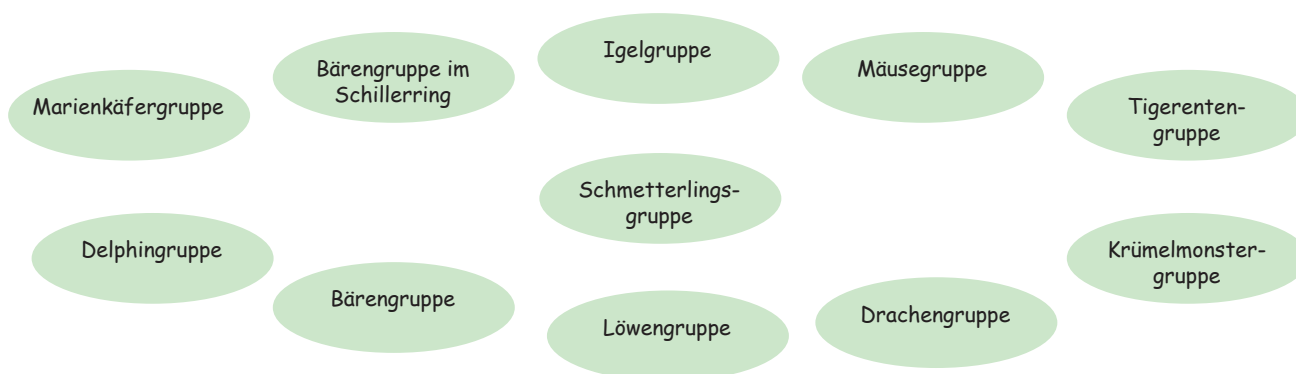 Marienkäfergruppe
Bärengruppe im
Schillerring
Igelgruppe
Mäusegruppe
Tigerenten-
gruppe
Schmetterlings-
gruppe
Delphingruppe
Bärengruppe
Löwengruppe
Drachengruppe
Krümelmonster-
gruppe